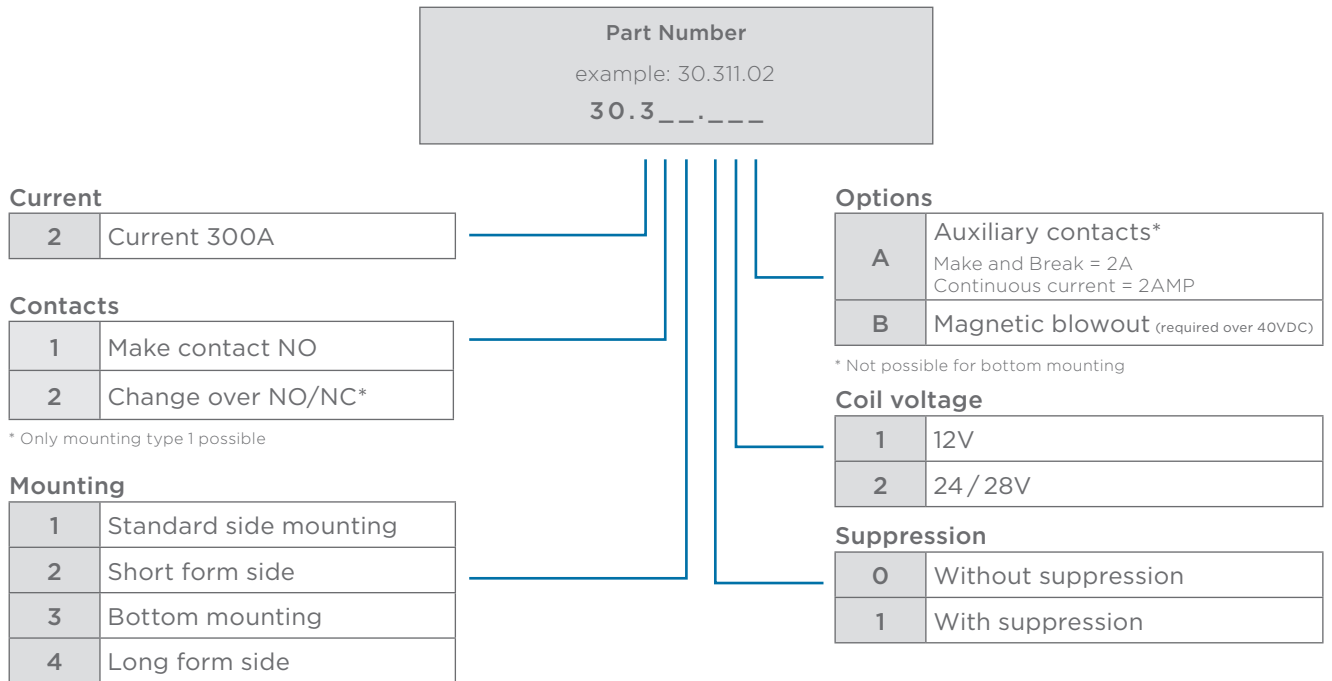 Part Number
example: 30.311.02
30.3__.___
Current
2 Current 300A
Contacts
1 Make contact NO
2 Change over NO/NC*
* Only mounting type 1 possible
Mounting
1 Standard side mounting
2 Short form side
3 Bottom mounting
4 Long form side
Options
A Auxiliary contacts*
Make and Break = 2A
Continuous current = 2AMP
B Magnetic blowout (required over 40VDC)
* Not possible for bottom mounting
Coil voltage
1 12V
2 24 / 28V
Suppression
0 Without suppression
1 With suppression